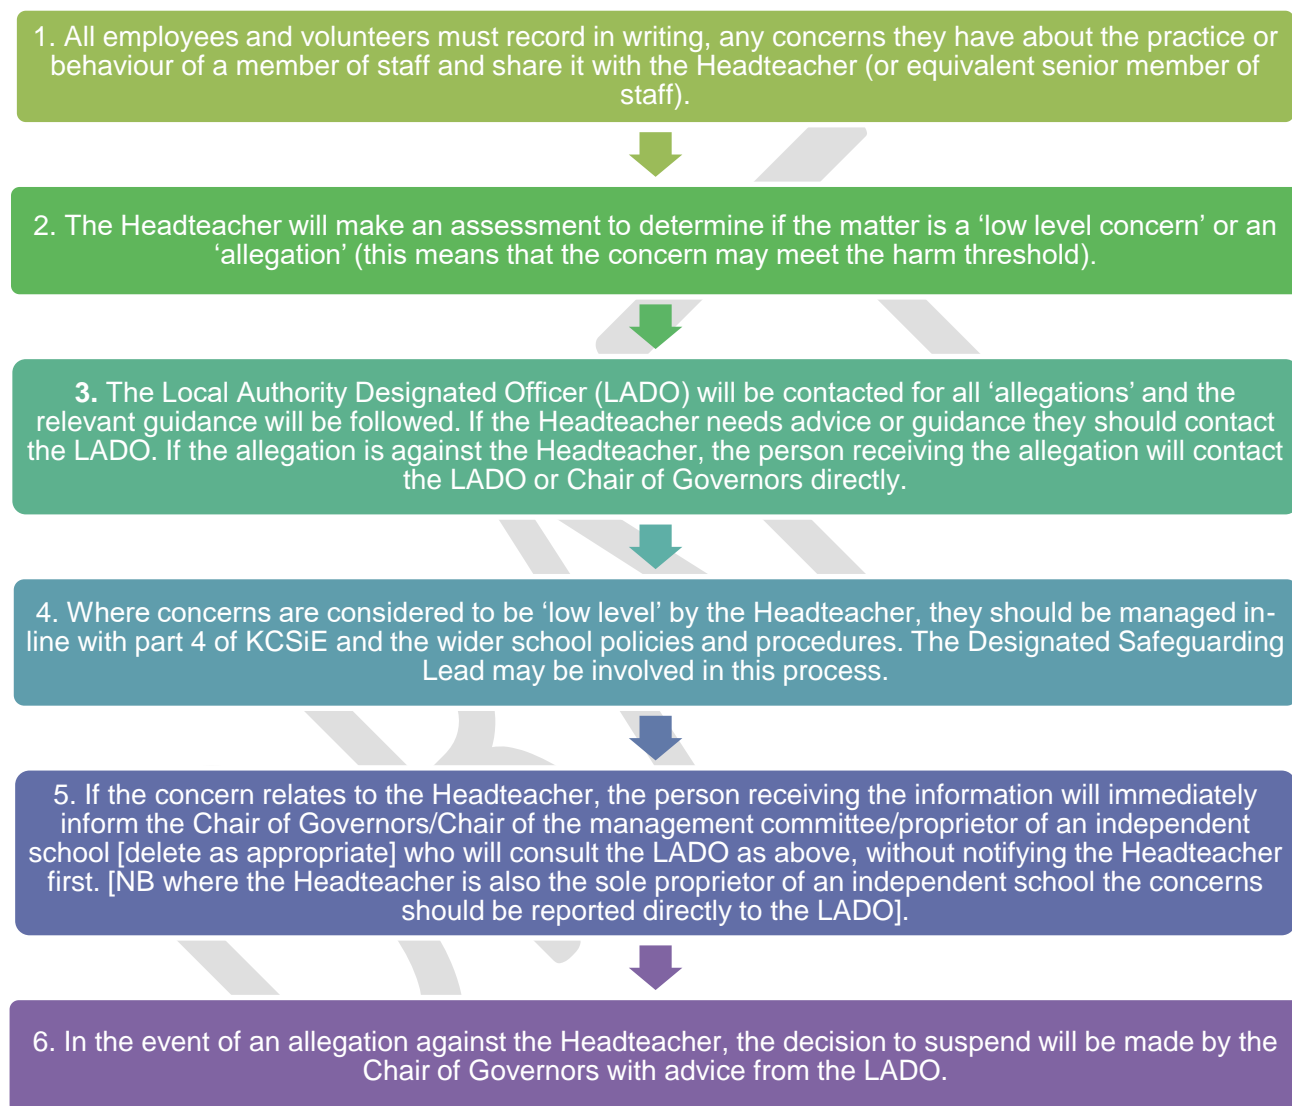 1. All employees and volunteers must record in writing, any concerns they have about the practice or
behaviour of a member of staff and share it with the Headteacher (or equivalent senior member of
staff).
2. The Headteacher will make an assessment to determine if the matter is a ‘low level concern’ or an
‘allegation’ (this means that the concern may meet the harm threshold).
3. The Local Authority Designated Officer (LADO) will be contacted for all ‘allegations’ and the
relevant guidance will be followed. If the Headteacher needs advice or guidance they should contact
the LADO. If the allegation is against the Headteacher, the person receiving the allegation will contact
the LADO or Chair of Governors directly.
4. Where concerns are considered to be ‘low level’ by the Headteacher, they should be managed in-
line with part 4 of KCSiE and the wider school policies and procedures. The Designated Safeguarding
Lead may be involved in this process.
5. If the concern relates to the Headteacher, the person receiving the information will immediately
inform the Chair of Governors/Chair of the management committee/proprietor of an independent
school [delete as appropriate] who will consult the LADO as above, without notifying the Headteacher
first. [NB where the Headteacher is also the sole proprietor of an independent school the concerns
should be reported directly to the LADO].
6. In the event of an allegation against the Headteacher, the decision to suspend will be made by the
Chair of Governors with advice from the LADO.